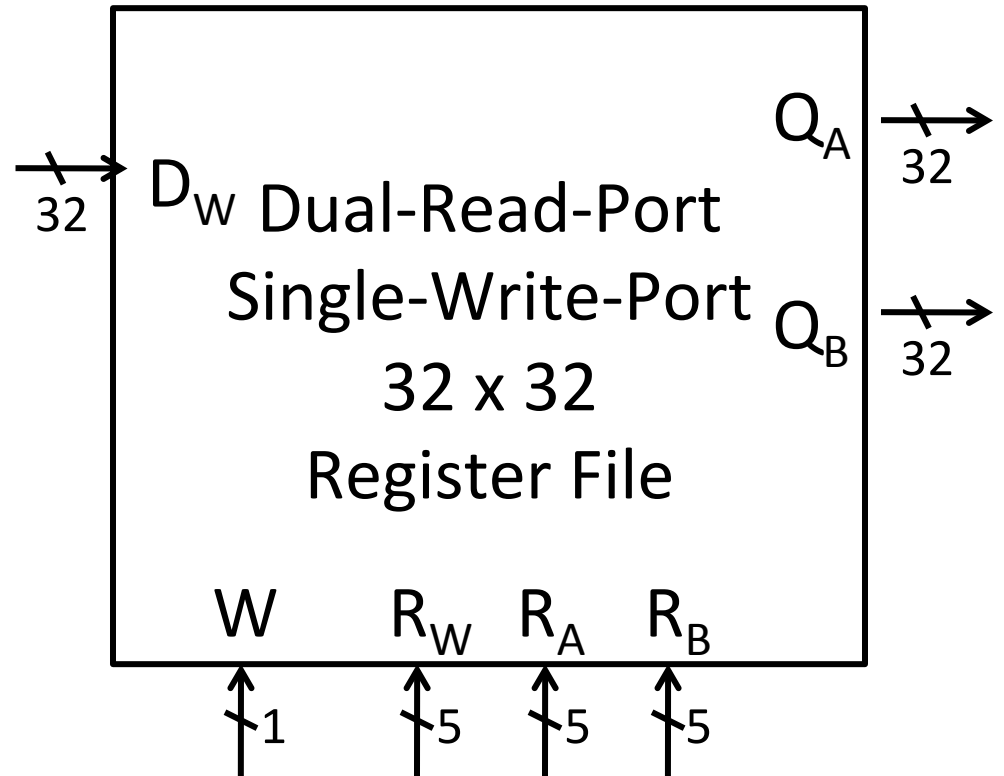 Q_A
32
D_W Dual-Read-Port
32
Single-Write-Port
Q_B
32
32 x 32
Register File
W R_W R_A R_B
1 5 5 5